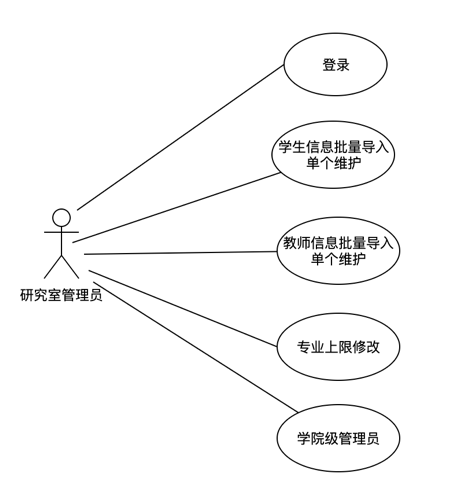 登录
学生信息批量导入
单个维护
教师信息批量导入
单个维护
研究室管理员
专业上限修改
学院级管理员